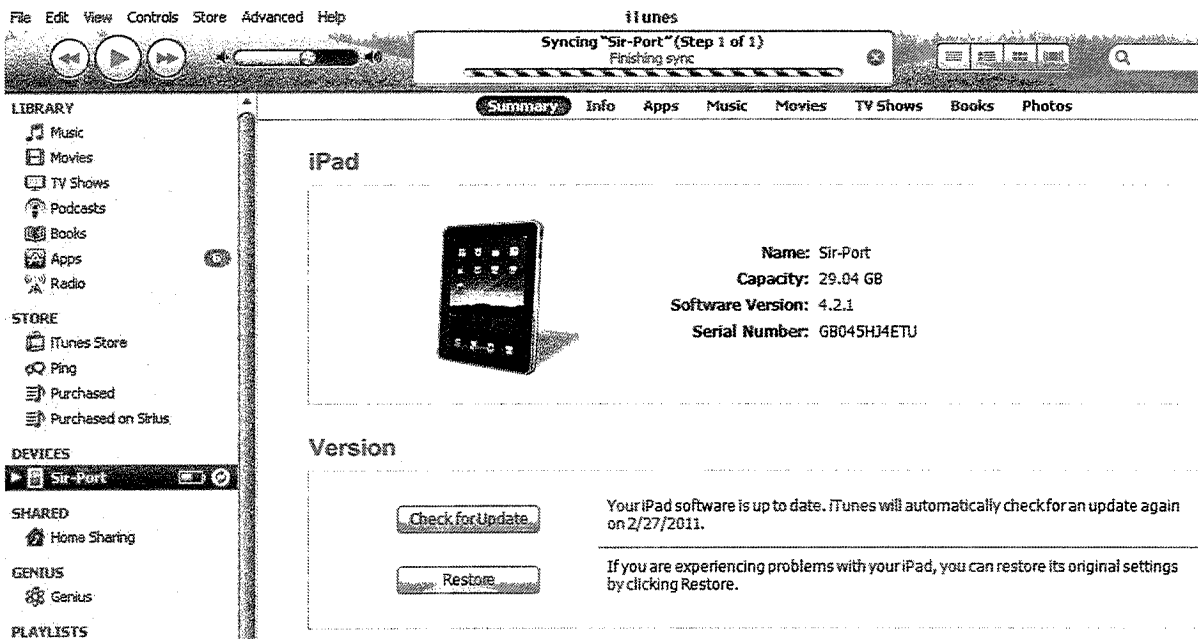 File Edit View Controls Store Advanced Help
iTunes
Syncing "Sir-Port" (Step 1 of 1)
Finishing sync
LIBRARY
Music
Movies
TV Shows
Podcasts
Books
Apps
Radio
STORE
iTunes Store
Ping
Purchased
Purchased on Sirius
DEVICES
Sir-Port
SHARED
Home Sharing
GENIUS
Genius
PLAYLISTS
Summary Info Apps Music Movies TV Shows Books Photos
iPad
Name: Sir-Port
Capacity: 29.04 GB
Software Version: 4.2.1
Serial Number: GB045HJ4ETU
Version
Check for Update
Your iPad software is up to date. iTunes will automatically check for an update again
on 2/27/2011.
Restore
If you are experiencing problems with your iPad, you can restore its original settings
by clicking Restore.